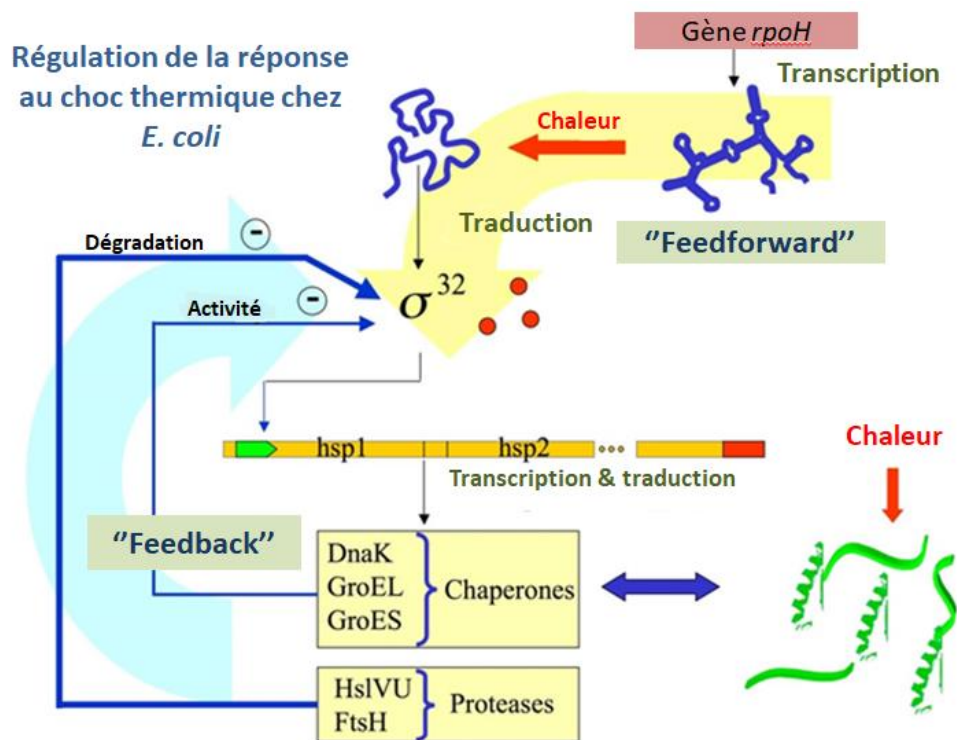 Régulation de la réponse
au choc thermique chez
E. coli
Gène rpoH
Transcription
Chaleur
Traduction
‘‘Feedforward’’
Dégradation
−
Activité
−
σ32
hsp1
hsp2
Transcription & traduction
Chaleur
‘‘Feedback’’
DnaK
GroEL
GroES
Chaperones
HslVU
FtsH
Proteases